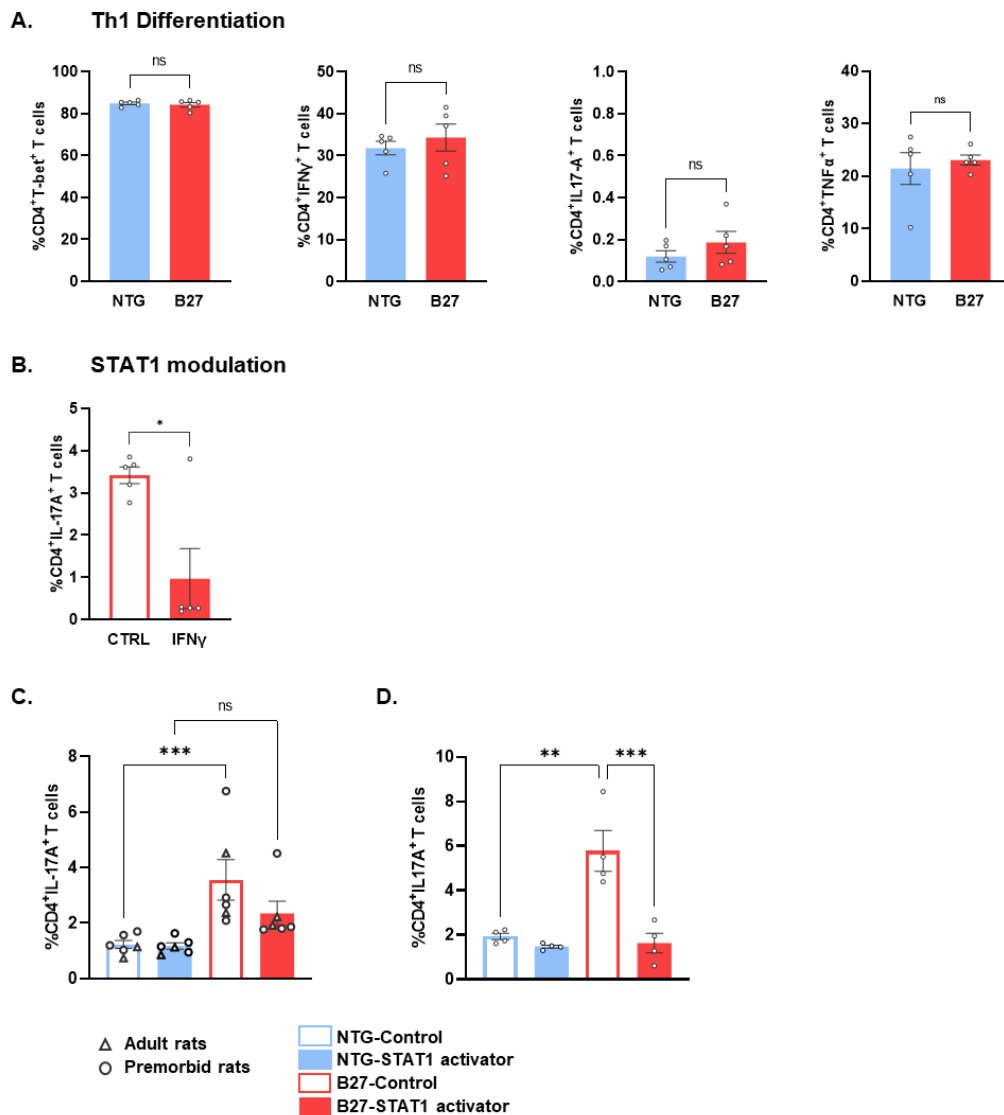 A. Th1 Differentiation
%CD4⁺T-bet⁺ T cells
100
80
60
40
20
0
ns
NTG B27
%CD4⁺IFNγ⁺ T cells
50
40
30
20
10
0
ns
NTG B27
%CD4⁺IL17-A⁺ T cells
1.0
0.8
0.6
0.4
0.2
0.0
ns
NTG B27
%CD4⁺TNFα⁺ T cells
40
30
20
10
0
ns
NTG B27
B. STAT1 modulation
%CD4⁺IL-17A⁺ T cells
5
4
3
2
1
0
*
CTRL IFNγ
C.
%CD4⁺IL-17A⁺ T cells
8
6
4
2
0
***
ns
D.
%CD4⁺IL17A⁺ T cells
10
8
6
4
2
0
** ***
Adult rats
Premorbid rats
NTG-Control
NTG-STAT1 activator
B27-Control
B27-STAT1 activator